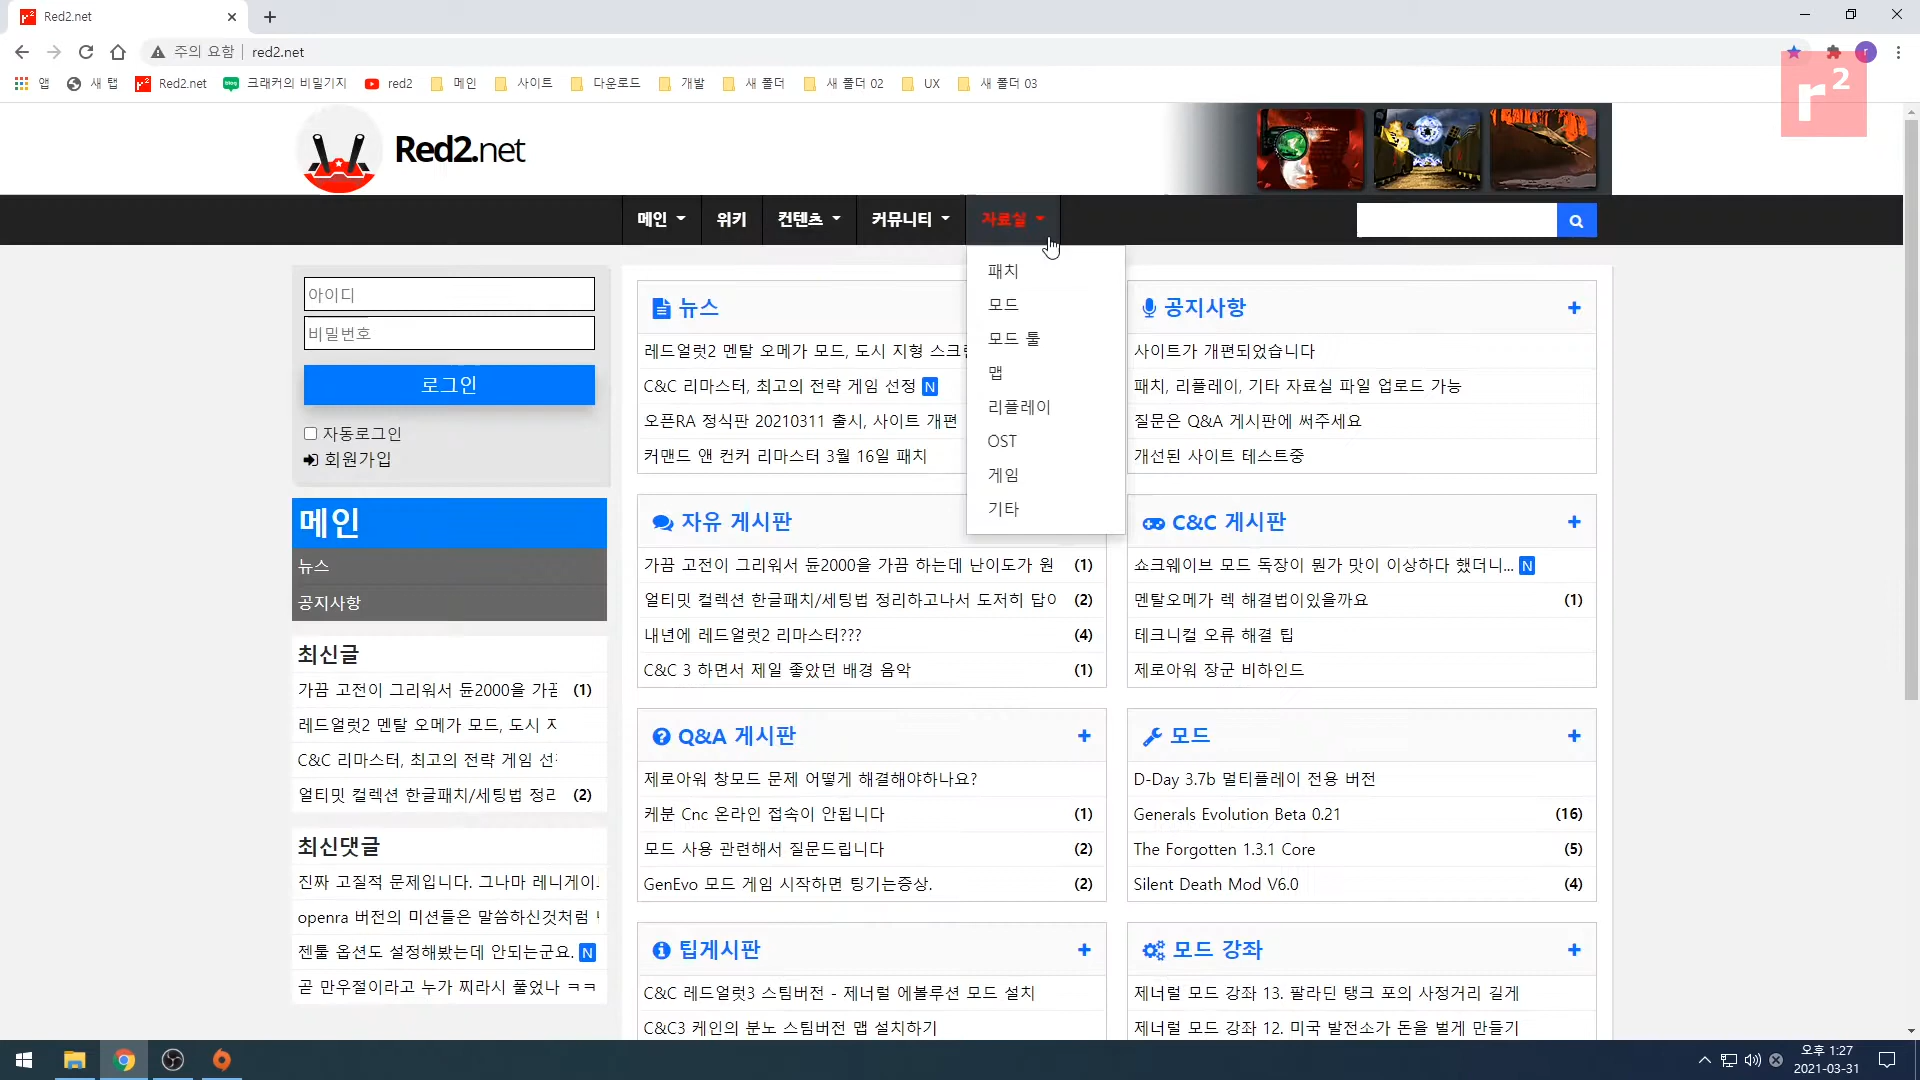 Red2.net
주의 요함 | red2.net
앱 새 탭 Red2.net 크래커의 비밀기지 red2 메인 사이트 다운로드 개발 새 폴더 새 폴더 02 UX 새 폴더 03
r²
Red2.net
메인 위키 컨텐츠 커뮤니티 자료실
패치
모드
모드 툴
맵
리플레이
OST
게임
기타
아이디
비밀번호
로그인
자동로그인
회원가입
메인
뉴스
공지사항
최신글
가끔 고전이 그리워서 듄2000을 가끔 (1)
레드얼럿2 멘탈 오메가 모드, 도시 지
C&C 리마스터, 최고의 전략 게임 선
얼티밋 컬렉션 한글패치/세팅법 정리 (2)
최신댓글
진짜 고질적 문제입니다. 그나마 레니게이
openra 버전의 미션들은 말씀하신것처럼
젠툴 옵션도 설정해봤는데 안되는군요. N
곧 만우절이라고 누가 찌라시 풀었나 ㅋㅋ
뉴스
레드얼럿2 멘탈 오메가 모드, 도시 지형
C&C 리마스터, 최고의 전략 게임 선정 N
오픈RA 정식판 20210311 출시, 사이트 개편
커맨드 앤 컨커 리마스터 3월 16일 패치
공지사항 +
사이트가 개편되었습니다
패치, 리플레이, 기타 자료실 파일 업로드 가능
질문은 Q&A 게시판에 써주세요
개선된 사이트 테스트중
자유 게시판
가끔 고전이 그리워서 듄2000을 가끔 하는데 난이도가 원 (1)
얼티밋 컬렉션 한글패치/세팅법 정리하고나서 도저히 답이 (2)
내년에 레드얼럿2 리마스터??? (4)
C&C 3 하면서 제일 좋았던 배경 음악 (1)
C&C 게시판 +
쇼크웨이브 모드 독장이 뭔가 맛이 이상하다 했더니... N
멘탈오메가 렉 해결법이있을까요 (1)
테크니컬 오류 해결 팁
제로아워 장군 비하인드
Q&A 게시판 +
제로아워 창모드 문제 어떻게 해결해야하나요?
케분 Cnc 온라인 접속이 안됩니다 (1)
모드 사용 관련해서 질문드립니다 (2)
GenEvo 모드 게임 시작하면 팅기는증상. (2)
모드 +
D-Day 3.7b 멀티플레이 전용 버전
Generals Evolution Beta 0.21 (16)
The Forgotten 1.3.1 Core (5)
Silent Death Mod V6.0 (4)
팁게시판 +
C&C 레드얼럿3 스팀버전 - 제너럴 에볼루션 모드 설치
C&C3 케인의 분노 스팀버전 맵 설치하기
모드 강좌 +
제너럴 모드 강좌 13. 팔라딘 탱크 포의 사정거리 길게
제너럴 모드 강좌 12. 미국 발전소가 돈을 벌게 만들기
오후 1:27
2021-03-31